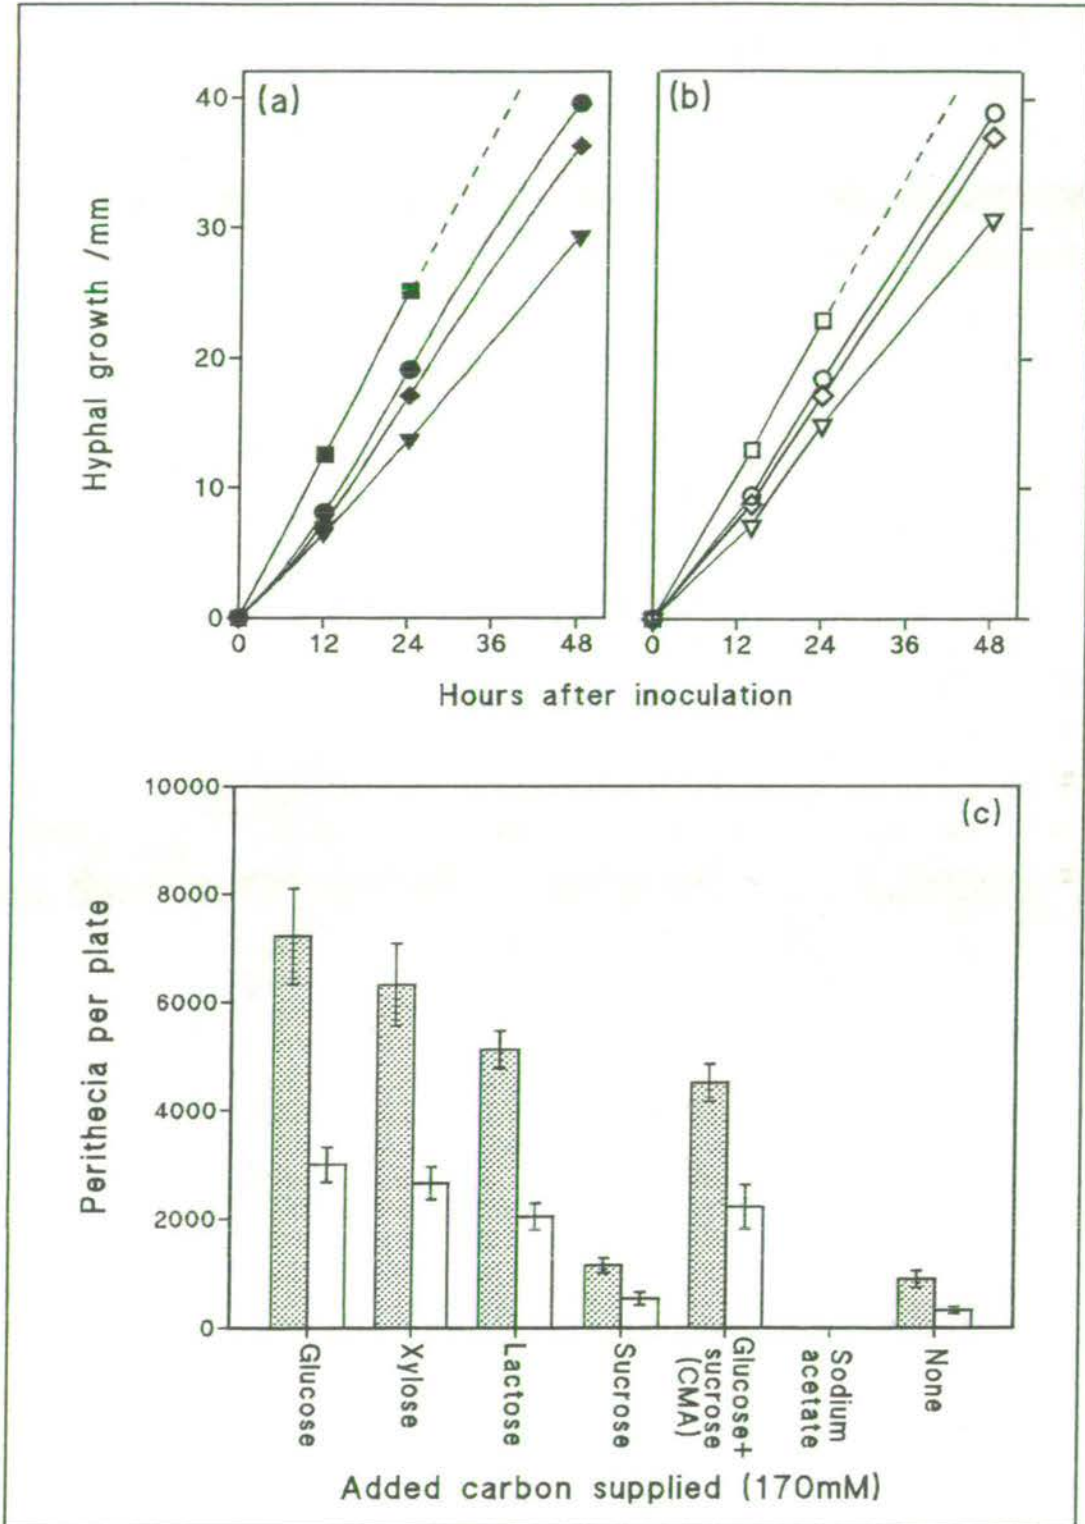 (a)
(b)
Hyphal growth /mm
40
30
20
10
0
0 12 24 36 48
0 12 24 36 48
Hours after inoculation
(c)
Perithecia per plate
10000
8000
6000
4000
2000
0
Glucose
Xylose
Lactose
Sucrose
Glucose+
sucrose
(CMA)
Sodium
acetate
None
Added carbon supplied (170mM)